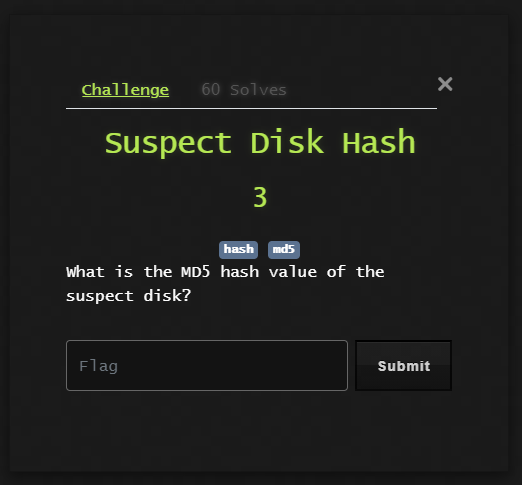 Challenge 60 Solves ×
Suspect Disk Hash
3
hash md5
What is the MD5 hash value of the
suspect disk?
Flag Submit